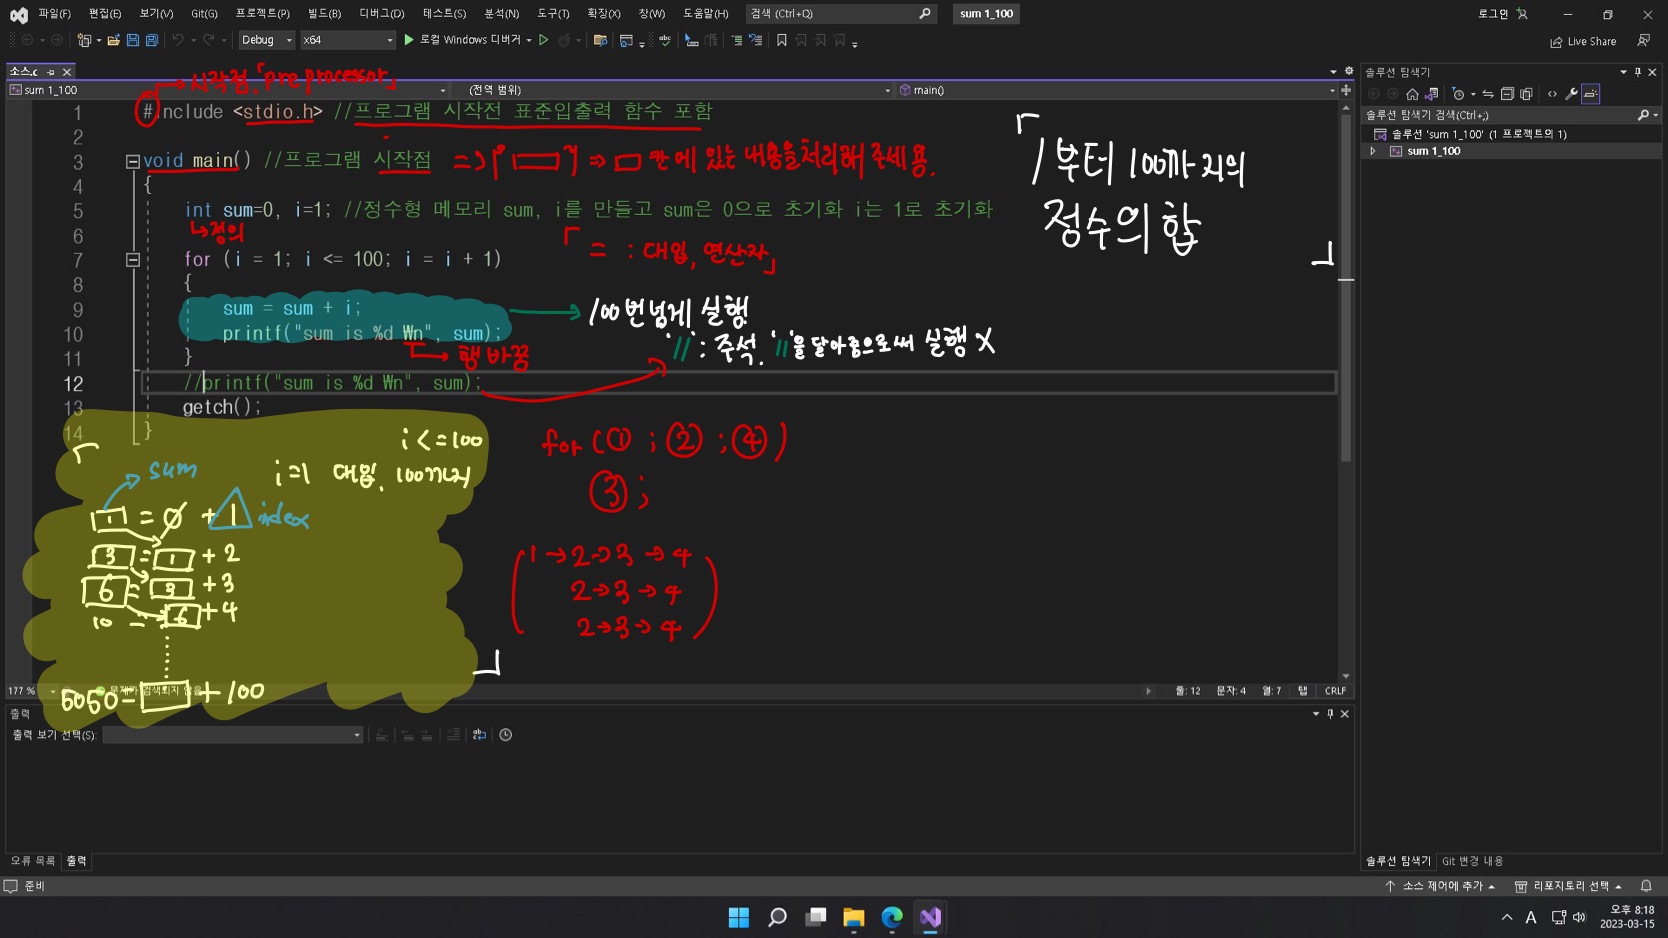 파일(F) 편집(E) 보기(V) Git(G) 프로젝트(P) 빌드(B) 디버그(D) 테스트(S) 분석(N) 도구(T) 확장(X) 창(W) 도움말(H) 검색 (Ctrl+Q) sum 1_100 로그인
Debug x64 로컬 Windows 디버거 Live Share
소스.c
시작점.「preprocessor」
sum 1_100 (전역 범위) main()
1 #include <stdio.h> //프로그램 시작전 표준입출력 함수 포함
2
3 void main() //프로그램 시작점
안에 있는 내용을 처리해 주세용.
4 {
5 int sum=0, i=1; //정수형 메모리 sum, i를 만들고 sum은 0으로 초기화 i는 1로 초기화
6
정의
「= : 대입, 연산자」
7 for (i = 1; i <= 100; i = i + 1)
8 {
9 sum = sum + i;
10 printf("sum is %d ₩n", sum);
100번넘게 실행
행 바꿈
"//": 주석. '//'을 달아줌으로써 실행 X
11 }
12 //printf("sum is %d ₩n", sum);
13 getch();
14 }
「1부터 100까지의
정수의 합」
i<=100
i=1 대입, 100까지
sum
1 = 0 + 1 index
3 = 1 + 2
6 = 3 + 3
10 = 6 + 4
5050= + 100
for (① ; ② ; ④)
③ ;
1→2→3→4
2→3→4
2→3→4
177 % 줄: 12 문자: 4 열: 7 탭 CRLF
출력
출력 보기 선택(S):
오류 목록 출력
솔루션 탐색기
솔루션 탐색기 검색(Ctrl+;)
솔루션 'sum 1_100' (1 프로젝트의 1)
sum 1_100
솔루션 탐색기 Git 변경 내용
준비 소스 제어에 추가 리포지토리 선택
A 오후 8:18
2023-03-15